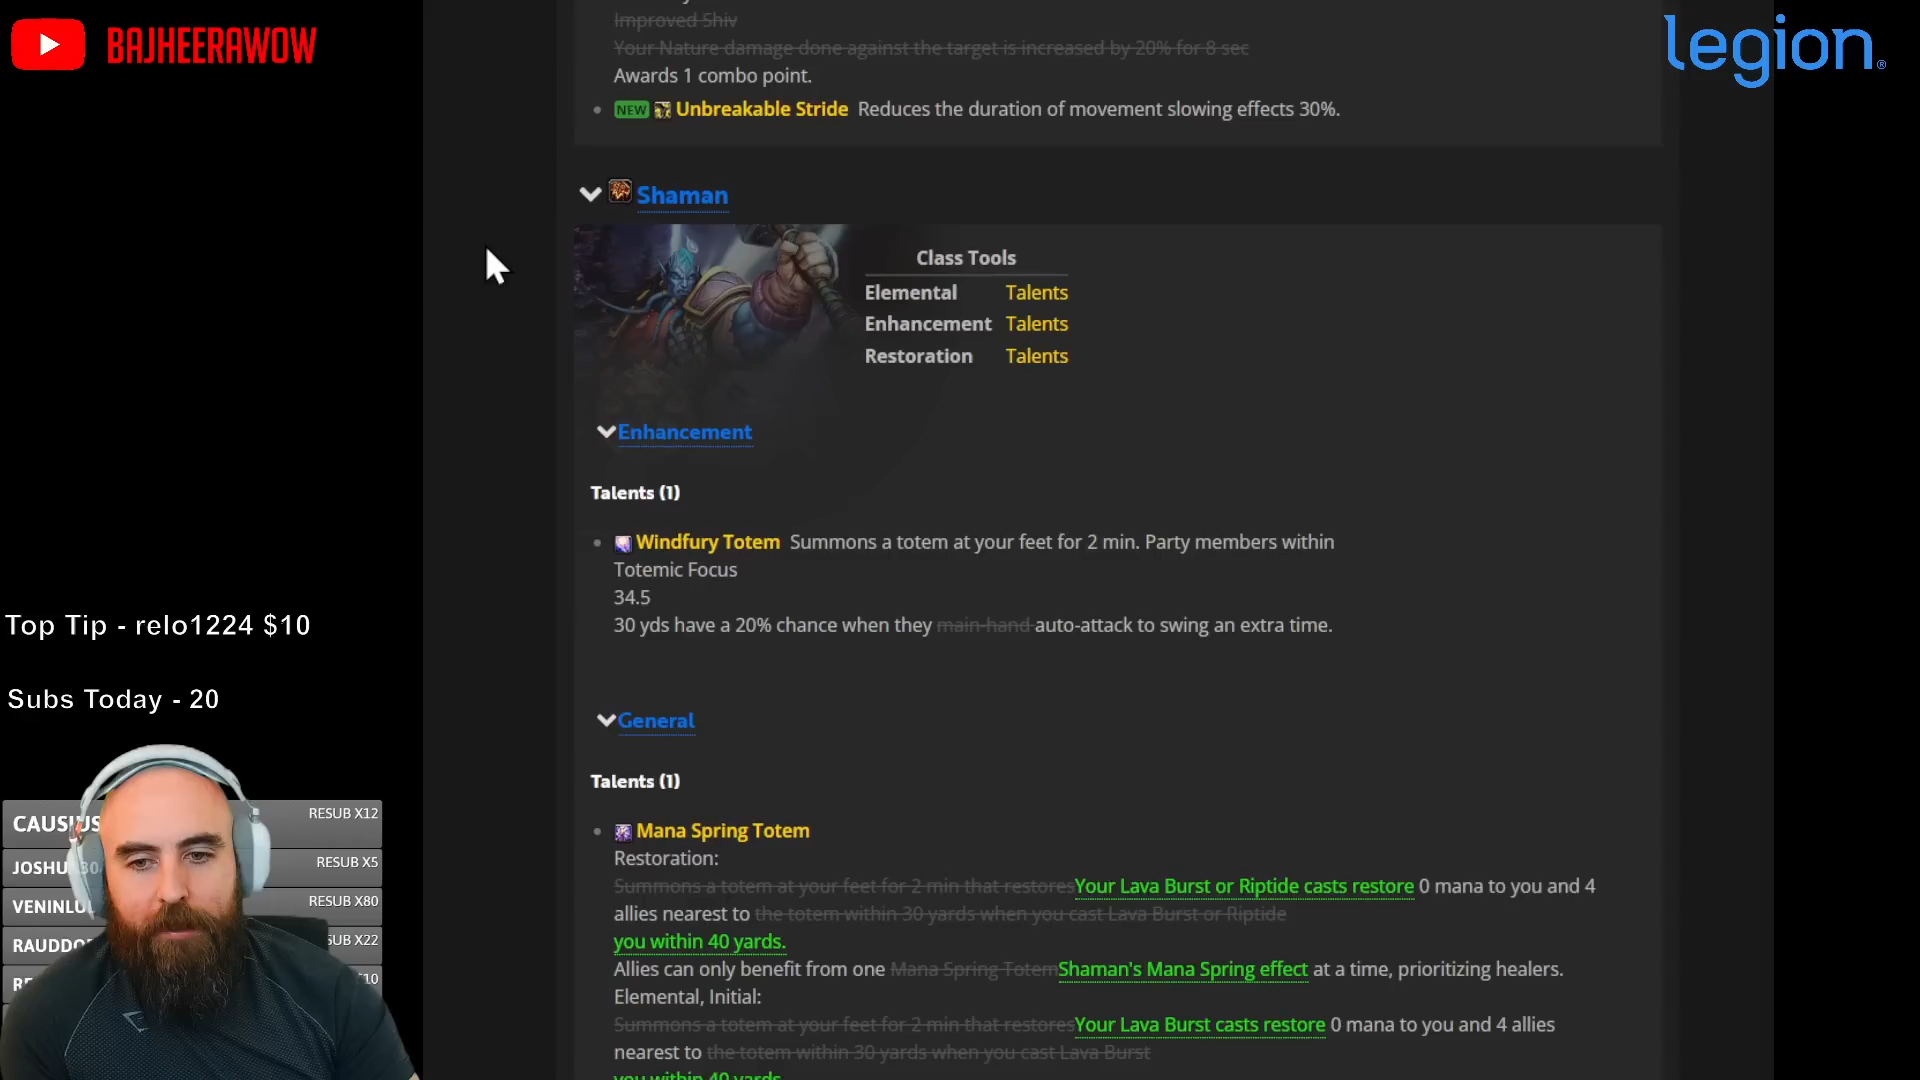 BAJHEERAWOW
legion®
Improved Shiv
Your Nature damage done against the target is increased by 20% for 8 sec
Awards 1 combo point.
NEW Unbreakable Stride Reduces the duration of movement slowing effects 30%.
Shaman
Class Tools
Elemental Talents
Enhancement Talents
Restoration Talents
Enhancement
Talents (1)
Windfury Totem Summons a totem at your feet for 2 min. Party members within
Totemic Focus
34.5
30 yds have a 20% chance when they main-hand auto-attack to swing an extra time.
General
Talents (1)
Mana Spring Totem
Restoration:
Summons a totem at your feet for 2 min that restoresYour Lava Burst or Riptide casts restore 0 mana to you and 4
allies nearest to the totem within 30 yards when you cast Lava Burst or Riptide
you within 40 yards.
Allies can only benefit from one Mana Spring TotemShaman's Mana Spring effect at a time, prioritizing healers.
Elemental, Initial:
Summons a totem at your feet for 2 min that restoresYour Lava Burst casts restore 0 mana to you and 4 allies
nearest to the totem within 30 yards when you cast Lava Burst
you within 40 yards.
Top Tip - relo1224 $10
Subs Today - 20
CAUSIUS RESUB X12
RESUB X5
RESUB X80
X22